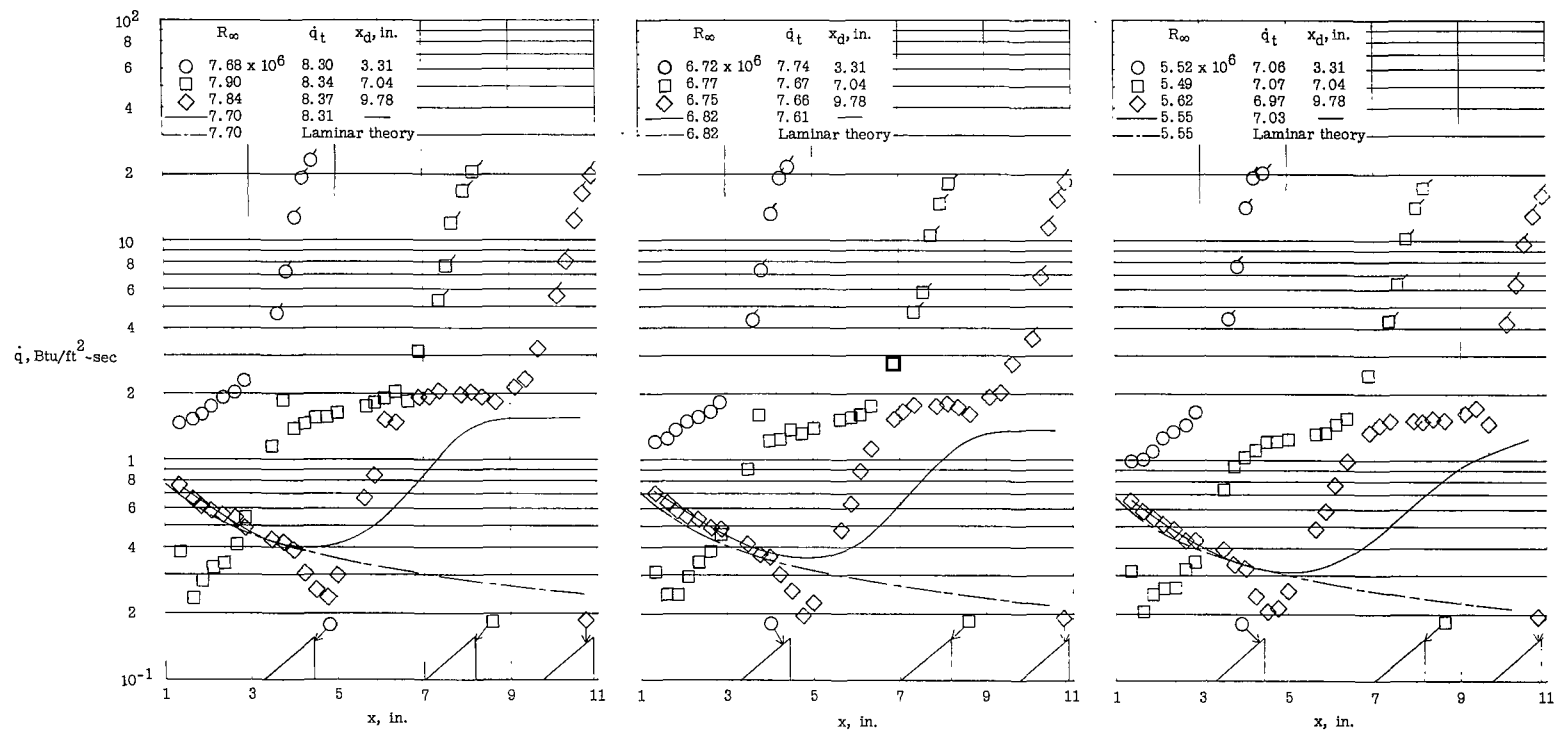 10²
8
6
4
2
10
8
6
4
2
1
8
6
4
2
10⁻¹
q̇, Btu/ft²-sec
R∞ q̇t xd, in.
○ 7.68 x 10⁶ 8.30 3.31
□ 7.90 8.34 7.04
◇ 7.84 8.37 9.78
7.70 8.31 —
7.70 Laminar theory
1 3 5 7 9 11
x, in.
R∞ q̇t xd, in.
○ 6.72 x 10⁶ 7.74 3.31
□ 6.77 7.67 7.04
◇ 6.75 7.66 9.78
6.82 7.61 —
6.82 Laminar theory
1 3 5 7 9 11
x, in.
R∞ q̇t xd, in.
○ 5.52 x 10⁶ 7.06 3.31
□ 5.49 7.07 7.04
◇ 5.62 6.97 9.78
5.55 7.03 —
5.55 Laminar theory
1 3 5 7 9 11
x, in.